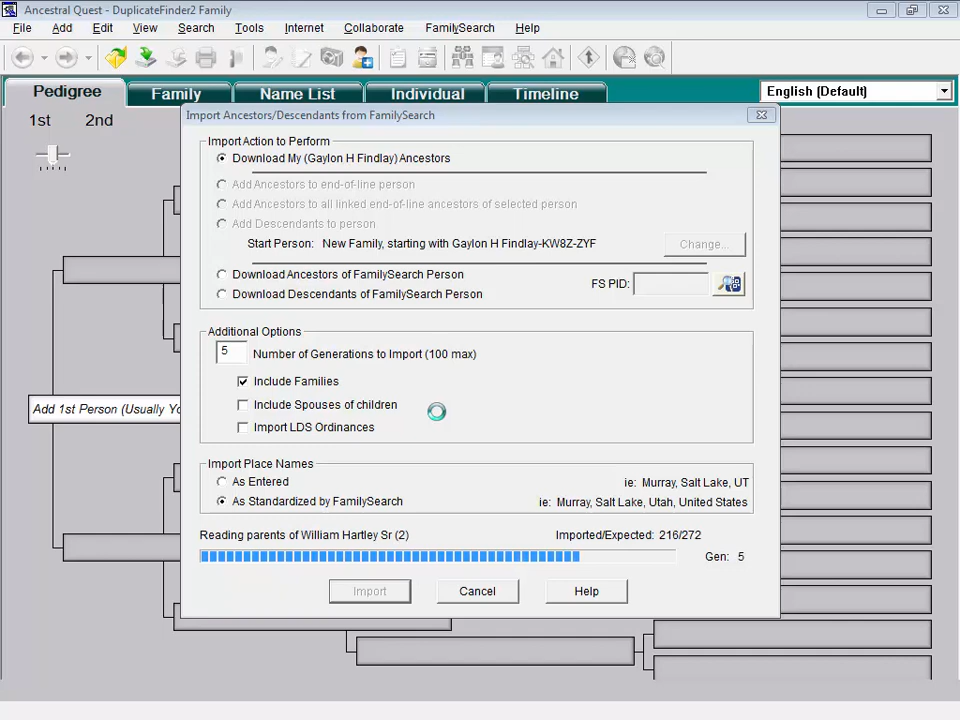 Ancestral Quest - DuplicateFinder2 Family
File Add Edit View Search Tools Internet Collaborate FamilySearch Help
Pedigree Family Name List Individual Timeline English (Default)
1st 2nd
Import Ancestors/Descendants from FamilySearch
Import Action to Perform
Download My (Gaylon H Findlay) Ancestors
Add Ancestors to end-of-line person
Add Ancestors to all linked end-of-line ancestors of selected person
Add Descendants to person
Start Person: New Family, starting with Gaylon H Findlay-KW8Z-ZYF Change...
Download Ancestors of FamilySearch Person
FS PID:
Download Descendants of FamilySearch Person
Additional Options
5 Number of Generations to Import (100 max)
Include Families
Include Spouses of children
Add 1st Person (Usually Yo
Import LDS Ordinances
Import Place Names
As Entered ie: Murray, Salt Lake, UT
As Standardized by FamilySearch ie: Murray, Salt Lake, Utah, United States
Reading parents of William Hartley Sr (2) Imported/Expected: 216/272
Gen: 5
Import Cancel Help